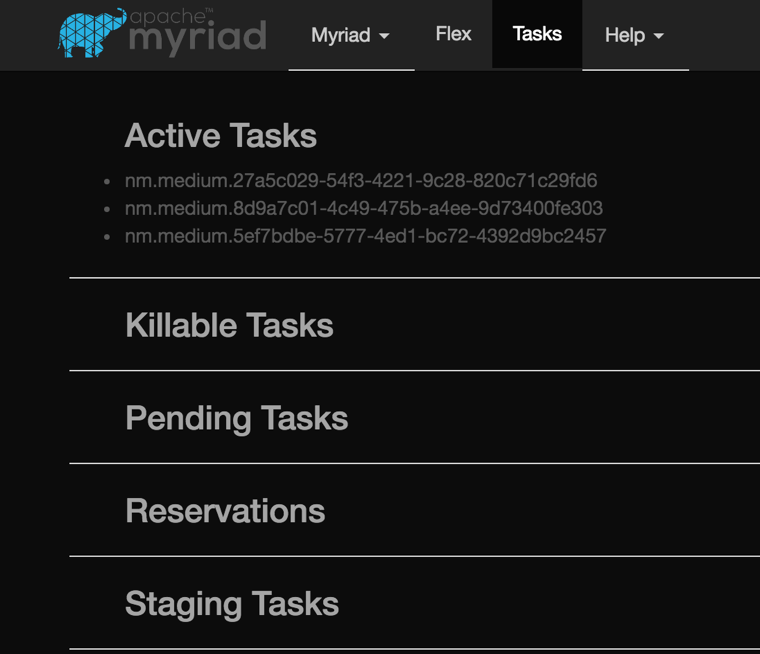 apache™
myriad
Myriad Flex Tasks Help
Active Tasks
nm.medium.27a5c029-54f3-4221-9c28-820c71c29fd6
nm.medium.8d9a7c01-4c49-475b-a4ee-9d73400fe303
nm.medium.5ef7bdbe-5777-4ed1-bc72-4392d9bc2457
Killable Tasks
Pending Tasks
Reservations
Staging Tasks